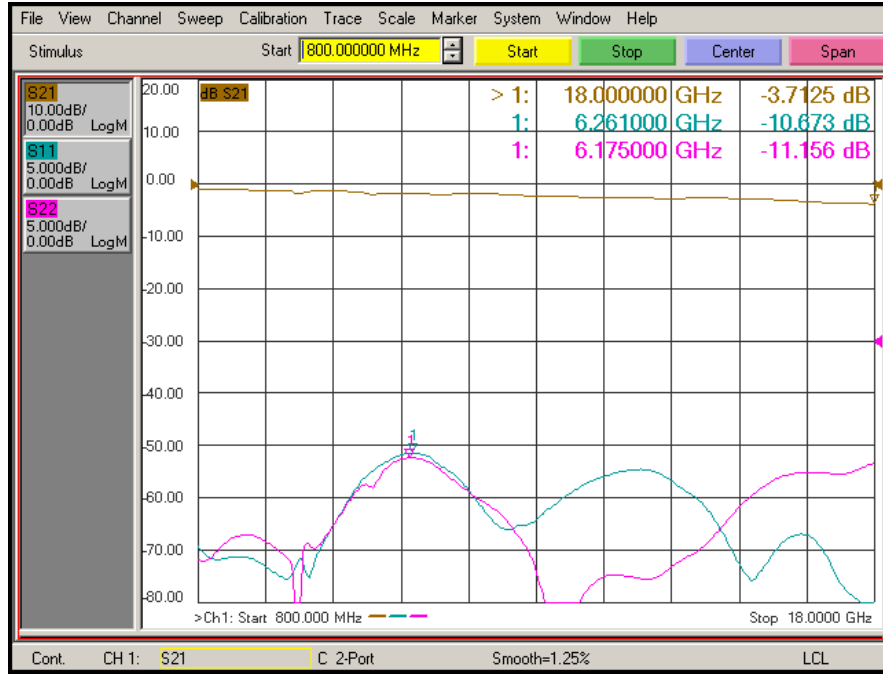 File View Channel Sweep Calibration Trace Scale Marker System Window Help
Stimulus Start 800.000000 MHz Start Stop Center Span
S21
10.00dB/
0.00dB LogM
S11
5.000dB/
0.00dB LogM
S22
5.000dB/
0.00dB LogM
dB S21
> 1: 18.000000 GHz -3.7125 dB
1: 6.261000 GHz -10.673 dB
1: 6.175000 GHz -11.156 dB
20.00
10.00
0.00
-10.00
-20.00
-30.00
-40.00
-50.00
-60.00
-70.00
-80.00
1
1
>Ch1: Start 800.000 MHz Stop 18.0000 GHz
Cont. CH 1: S21 C 2-Port Smooth=1.25% LCL